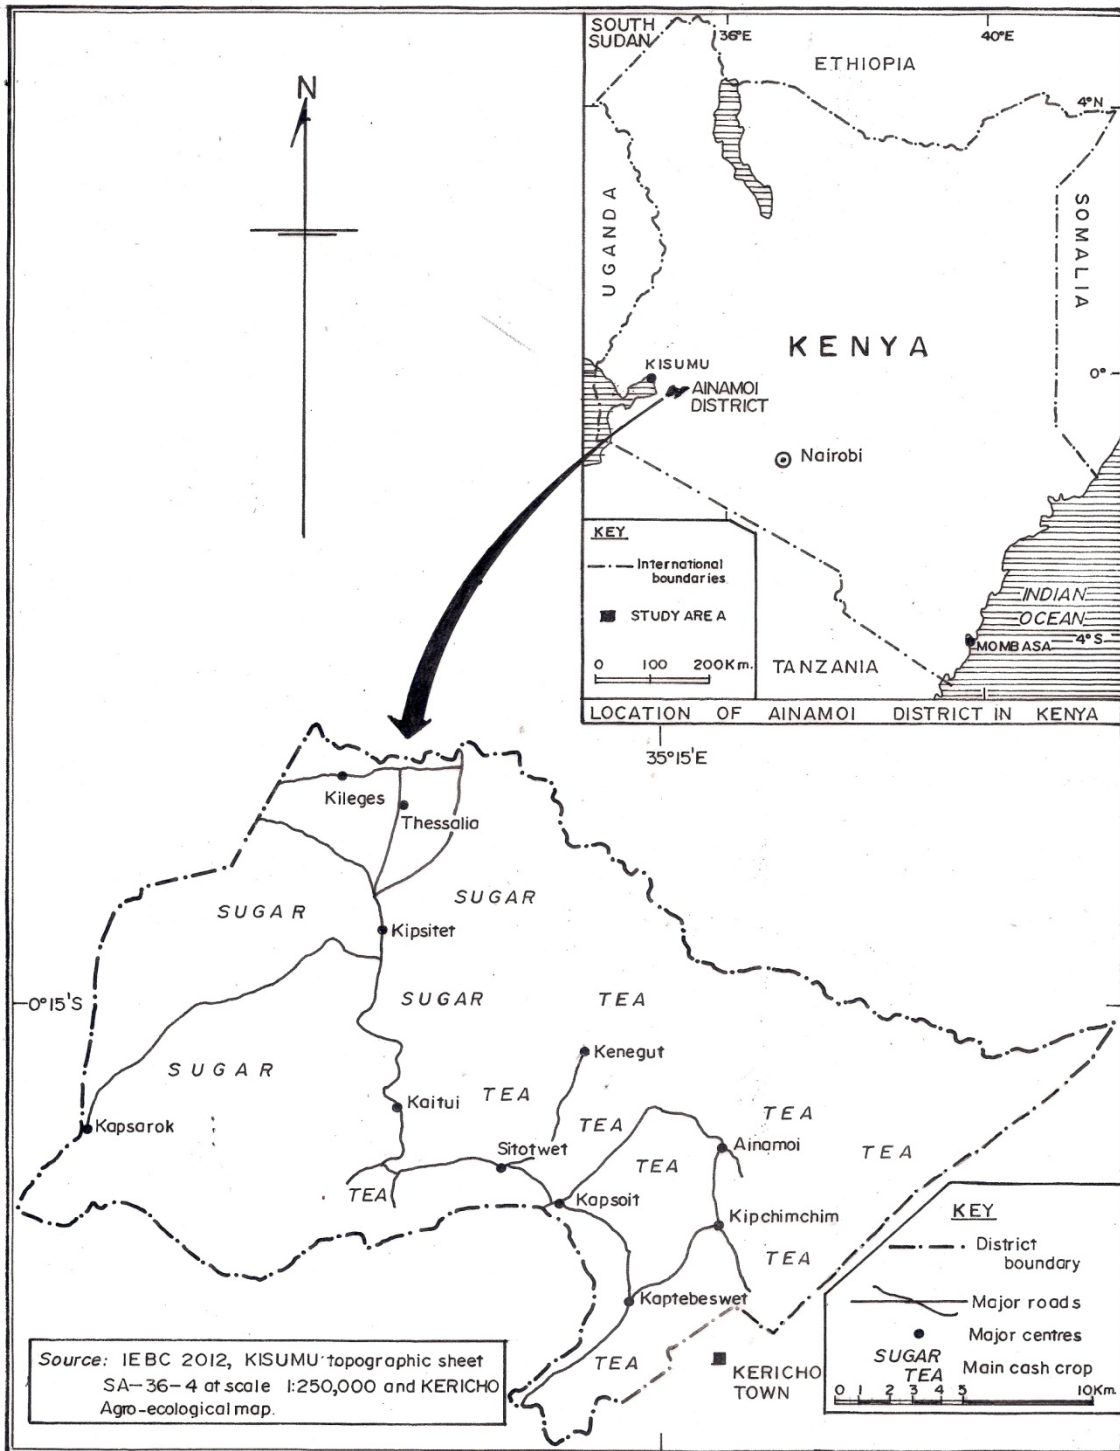 N
SOUTH
SUDAN
36°E
40°E
ETHIOPIA
4°N
UGANDA
SOMALIA
KENYA
KISUMU
0°
AINAMOI
DISTRICT
Nairobi
KEY
International
boundaries
STUDY AREA
0 100 200Km.
INDIAN
OCEAN
4°S
MOMBASA
TANZANIA
LOCATION OF AINAMOI DISTRICT IN KENYA
35°15'E
Kileges
Thessalia
SUGAR
SUGAR
Kipsitet
0°15'S
SUGAR
TEA
SUGAR
Kenegut
Kaitui
TEA
TEA
TEA
Kapsarok
Ainamoi
Sitotwet
TEA
TEA
TEA
Kapsoit
Kipchimchim
TEA
Kaptebeswet
TEA
KERICHO
TOWN
KEY
District
boundary
Major roads
Major centres
SUGAR
TEA
Main cash crop
0 1 2 3 4 5 10Km.
Source: IEBC 2012, KISUMU topographic sheet
SA-36-4 at scale 1:250,000 and KERICHO
Agro-ecological map.